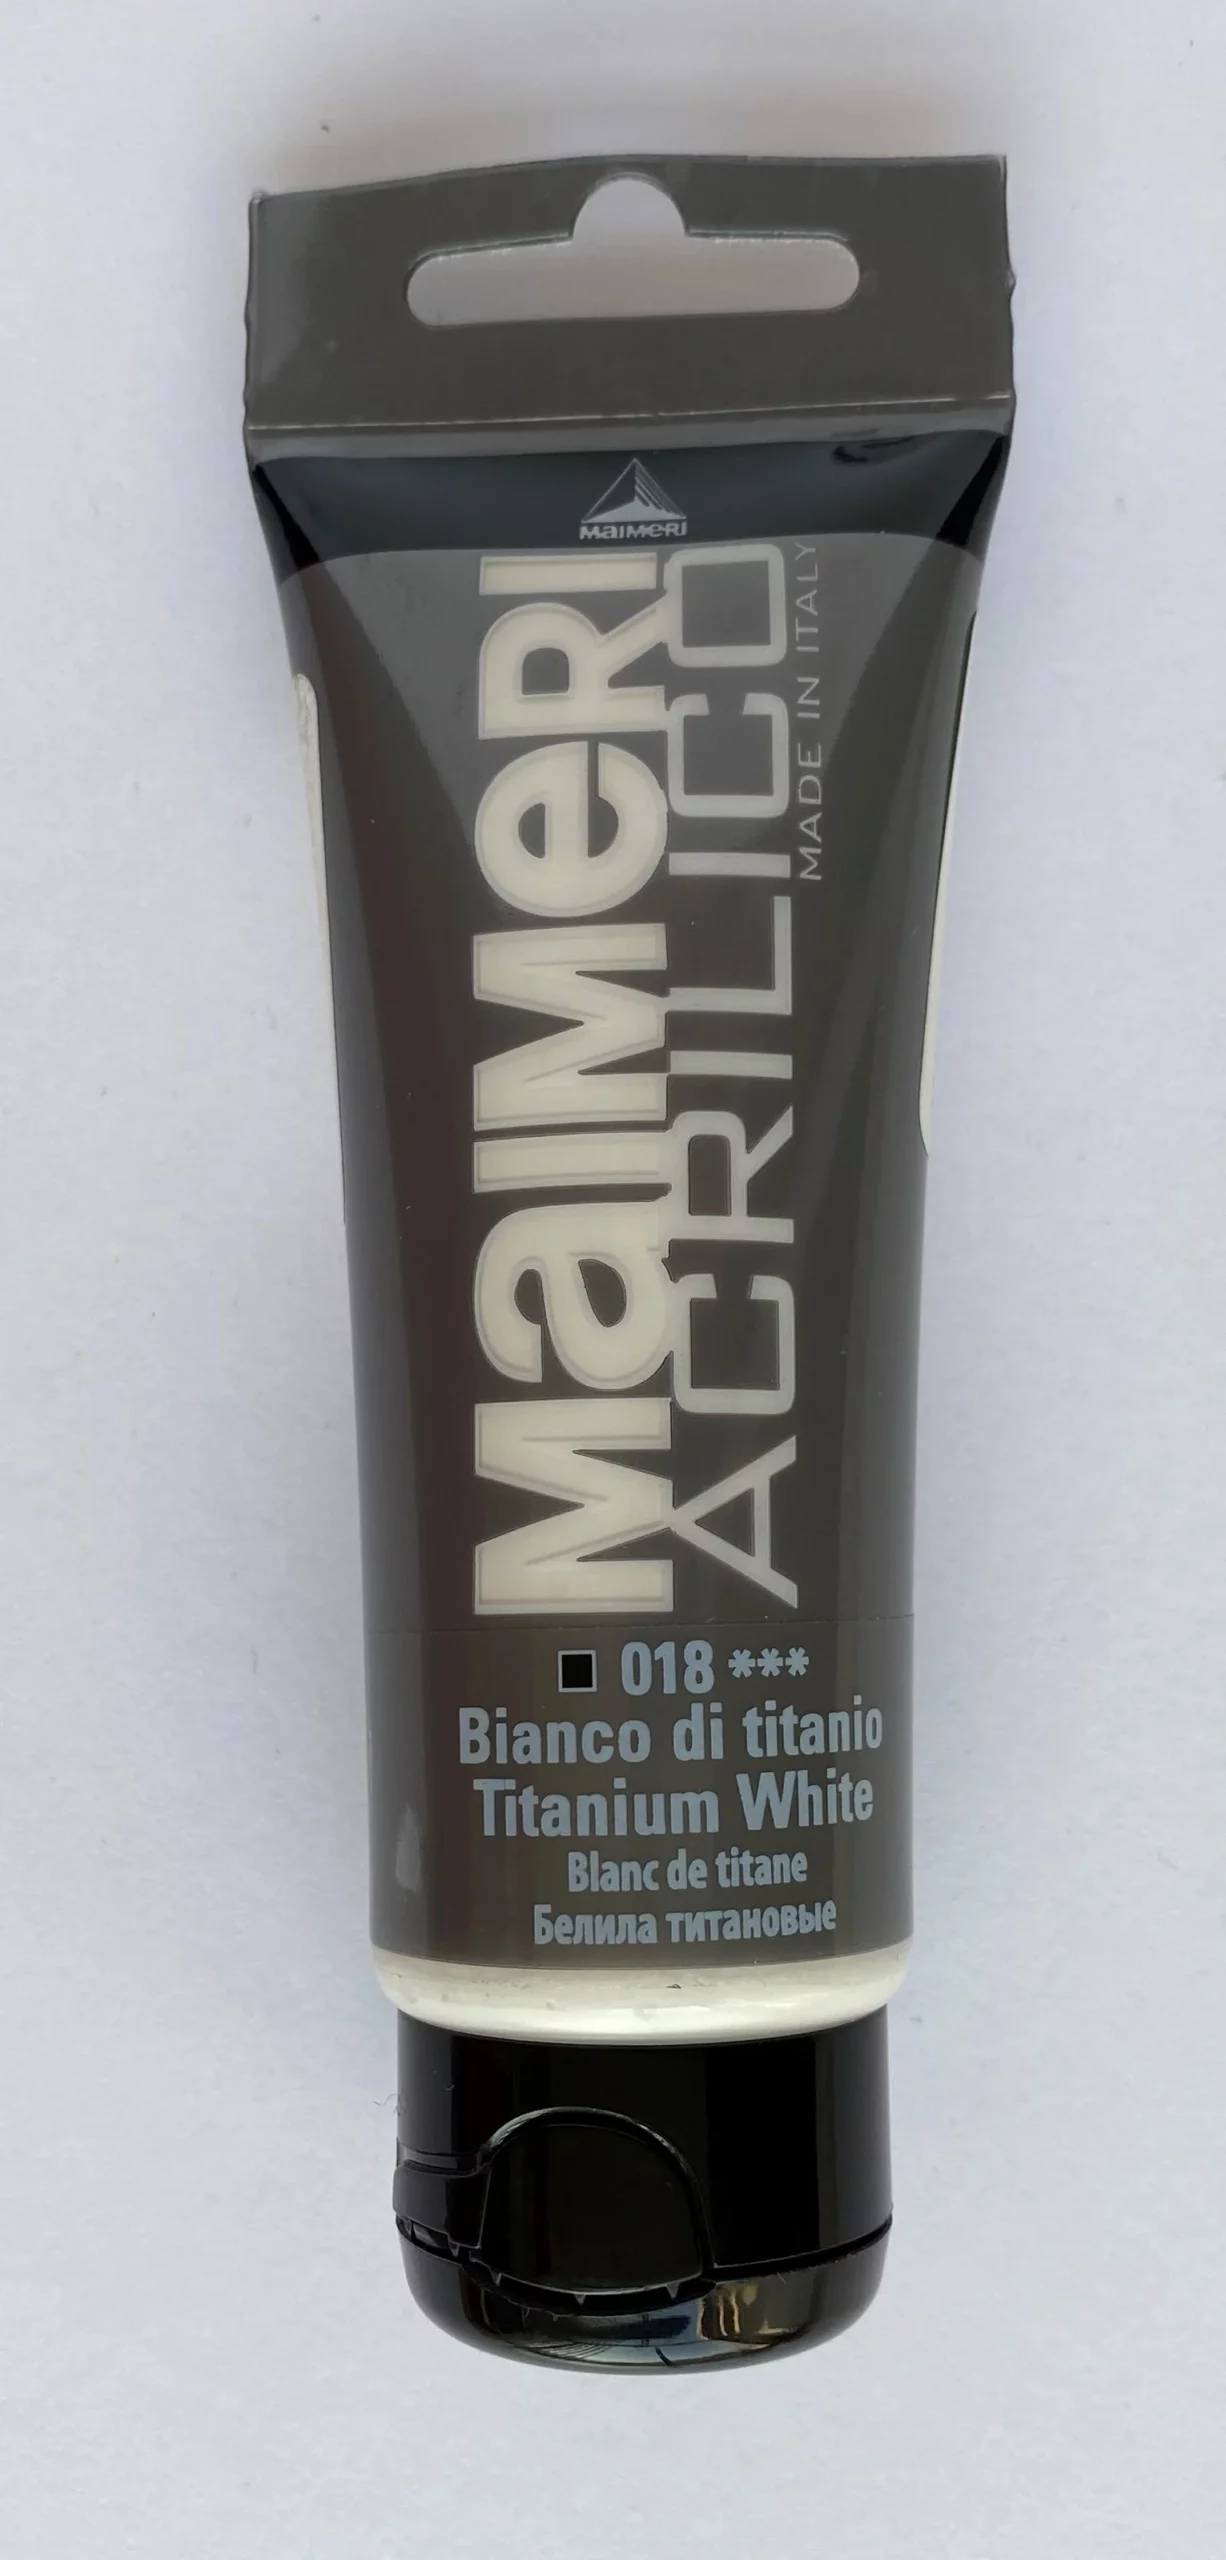 MaIMeRI
MaIMeRI
ACRILICO
MADE IN ITALY
018 ***
Bianco di titanio
Titanium White
Blanc de titane
Белила титановые